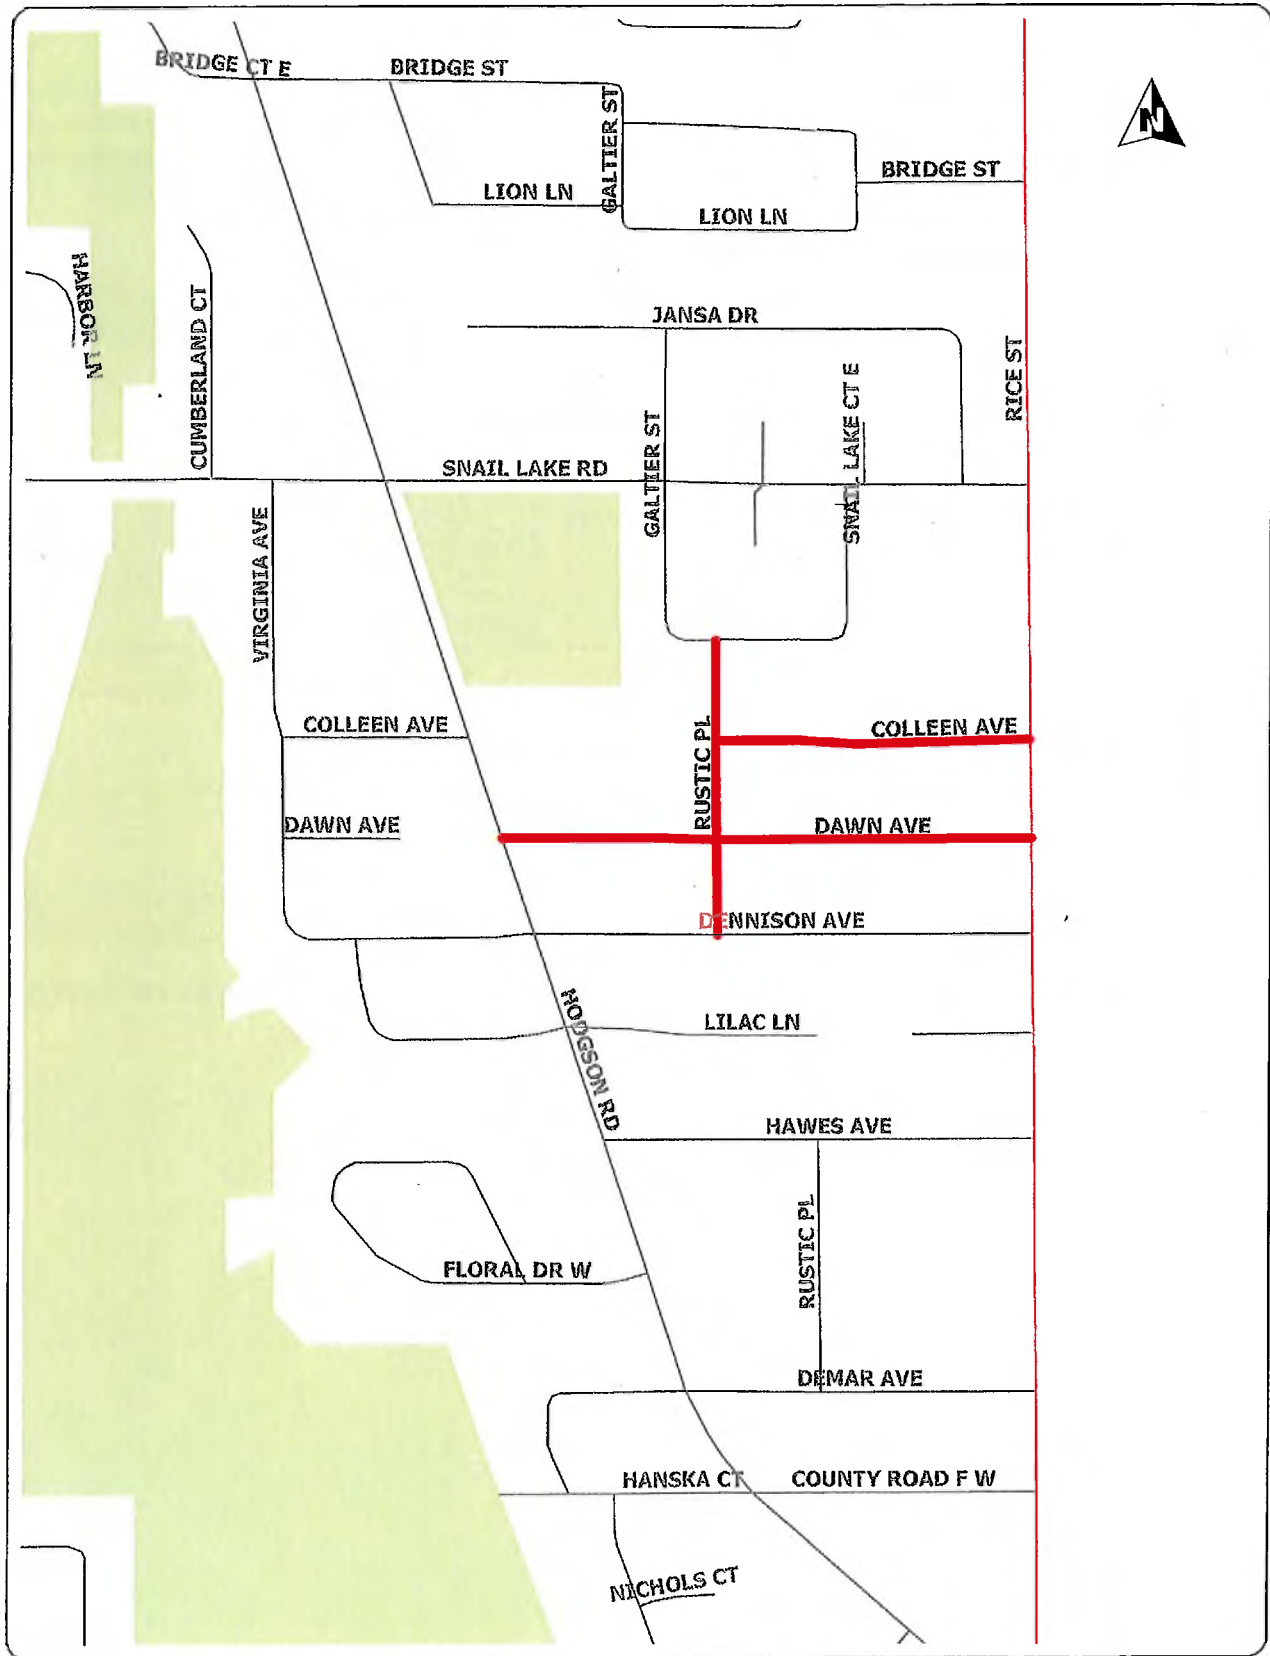 BRIDGE CT E
BRIDGE ST
GALTIER ST
N
BRIDGE ST
LION LN
LION LN
HARBOR LN
CUMBERLAND CT
JANSA DR
RICE ST
SNAIL LAKE CT E
GALTIER ST
SNAIL LAKE RD
VIRGINIA AVE
COLLEEN AVE
RUSTIC PL
COLLEEN AVE
DAWN AVE
DAWN AVE
DENNISON AVE
HODGSON RD
LILAC LN
HAWES AVE
RUSTIC PL
FLORAL DR W
DEMAR AVE
HANSKA CT
COUNTY ROAD F W
NICHOLS CT